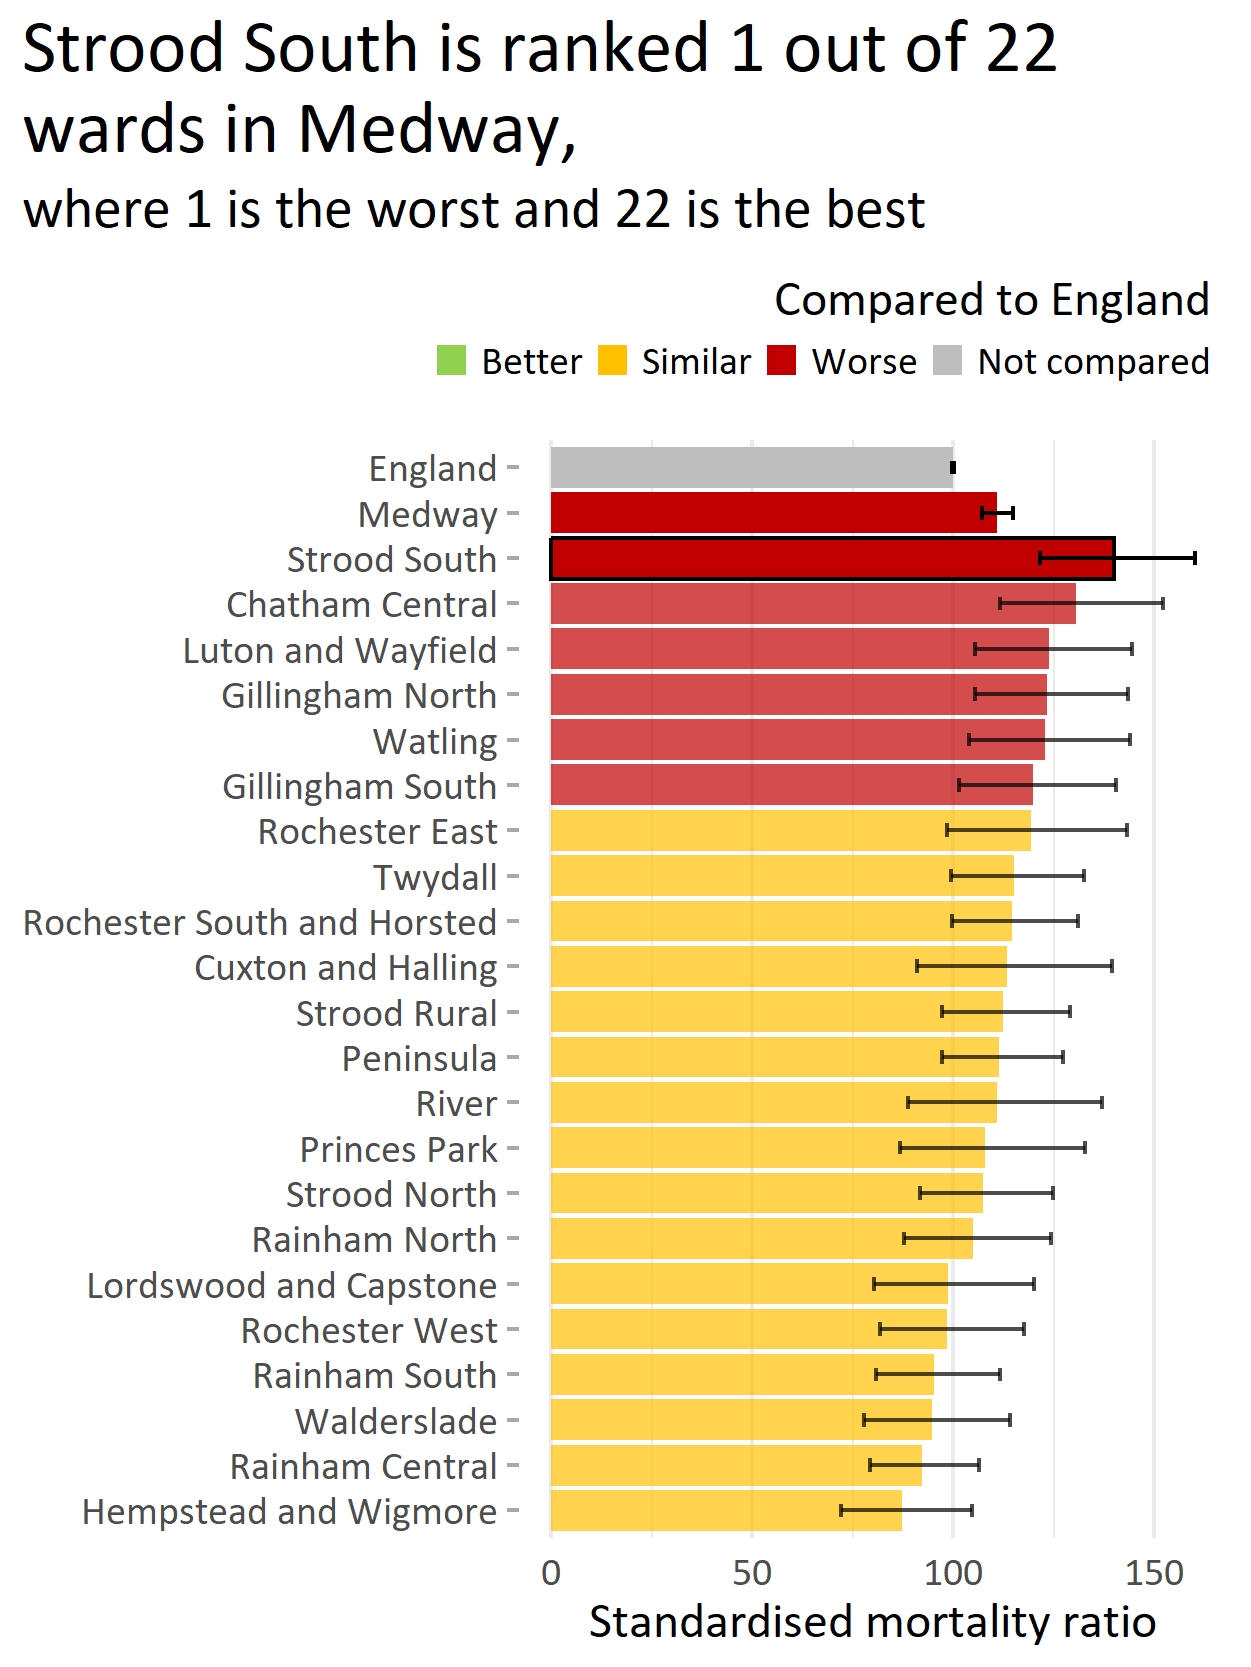 Strood South is ranked 1 out of 22
wards in Medway,
where 1 is the worst and 22 is the best
Compared to England
Better Similar Worse Not compared
England
Medway
Strood South
Chatham Central
Luton and Wayfield
Gillingham North
Watling
Gillingham South
Rochester East
Twydall
Rochester South and Horsted
Cuxton and Halling
Strood Rural
Peninsula
River
Princes Park
Strood North
Rainham North
Lordswood and Capstone
Rochester West
Rainham South
Walderslade
Rainham Central
Hempstead and Wigmore
0 50 100 150
Standardised mortality ratio